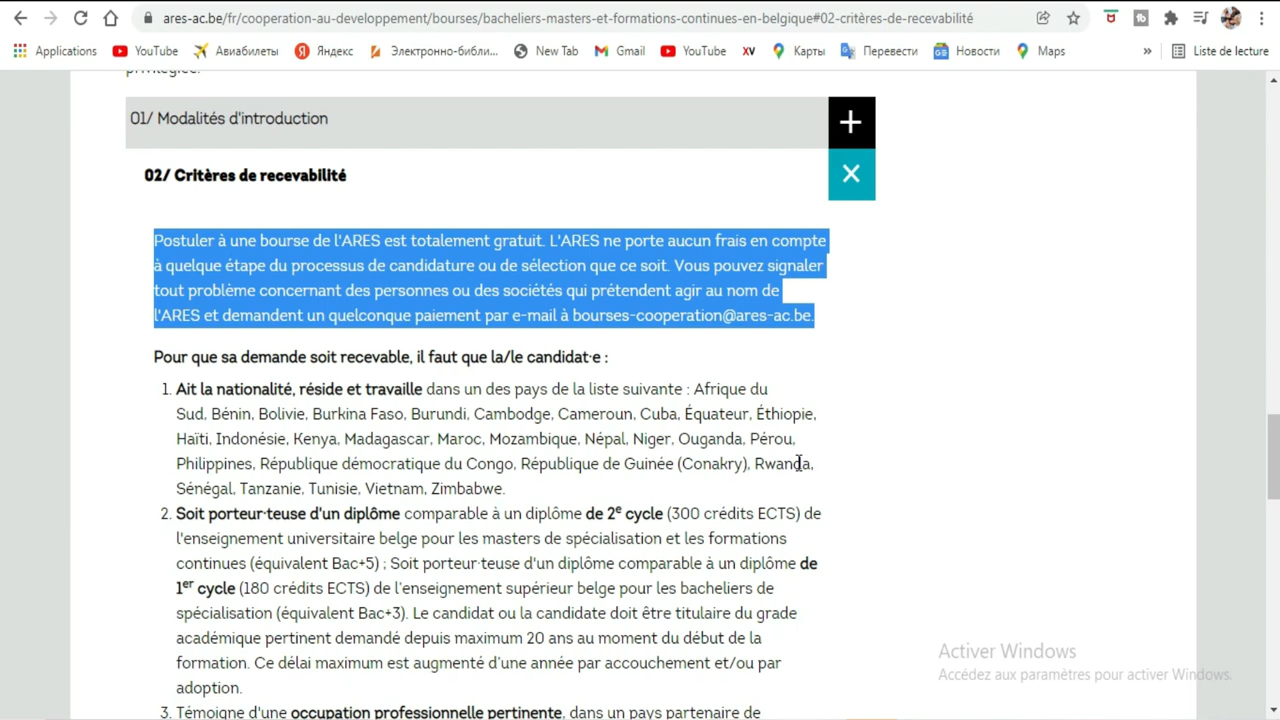 ares-ac.be/fr/cooperation-au-developpement/bourses/bacheliers-masters-et-formations-continues-en-belgique#02-critères-de-recevabilité
Applications YouTube Авиабилеты Яндекс Электронно-библи... New Tab Gmail YouTube XV Карты Перевести Новости Maps » Liste de lecture
privilégiée.
01/ Modalités d'introduction +
02/ Critères de recevabilité
Postuler à une bourse de l'ARES est totalement gratuit. L'ARES ne porte aucun frais en compte
à quelque étape du processus de candidature ou de sélection que ce soit. Vous pouvez signaler
tout problème concernant des personnes ou des sociétés qui prétendent agir au nom de
l'ARES et demandent un quelconque paiement par e-mail à bourses-cooperation@ares-ac.be.
Pour que sa demande soit recevable, il faut que la/le candidat·e :
1. Ait la nationalité, réside et travaille dans un des pays de la liste suivante : Afrique du
Sud, Bénin, Bolivie, Burkina Faso, Burundi, Cambodge, Cameroun, Cuba, Équateur, Éthiopie,
Haïti, Indonésie, Kenya, Madagascar, Maroc, Mozambique, Népal, Niger, Ouganda, Pérou,
Philippines, République démocratique du Congo, République de Guinée (Conakry), Rwanda,
Sénégal, Tanzanie, Tunisie, Vietnam, Zimbabwe.
2. Soit porteur·teuse d'un diplôme comparable à un diplôme de 2e cycle (300 crédits ECTS) de
l'enseignement universitaire belge pour les masters de spécialisation et les formations
continues (équivalent Bac+5) ; Soit porteur·teuse d'un diplôme comparable à un diplôme de
1er cycle (180 crédits ECTS) de l'enseignement supérieur belge pour les bacheliers de
spécialisation (équivalent Bac+3). Le candidat ou la candidate doit être titulaire du grade
académique pertinent demandé depuis maximum 20 ans au moment du début de la
formation. Ce délai maximum est augmenté d'une année par accouchement et/ou par
adoption.
Activer Windows
Accédez aux paramètres pour activer Windows.
3. Témoigne d'une occupation professionnelle pertinente, dans un pays partenaire de